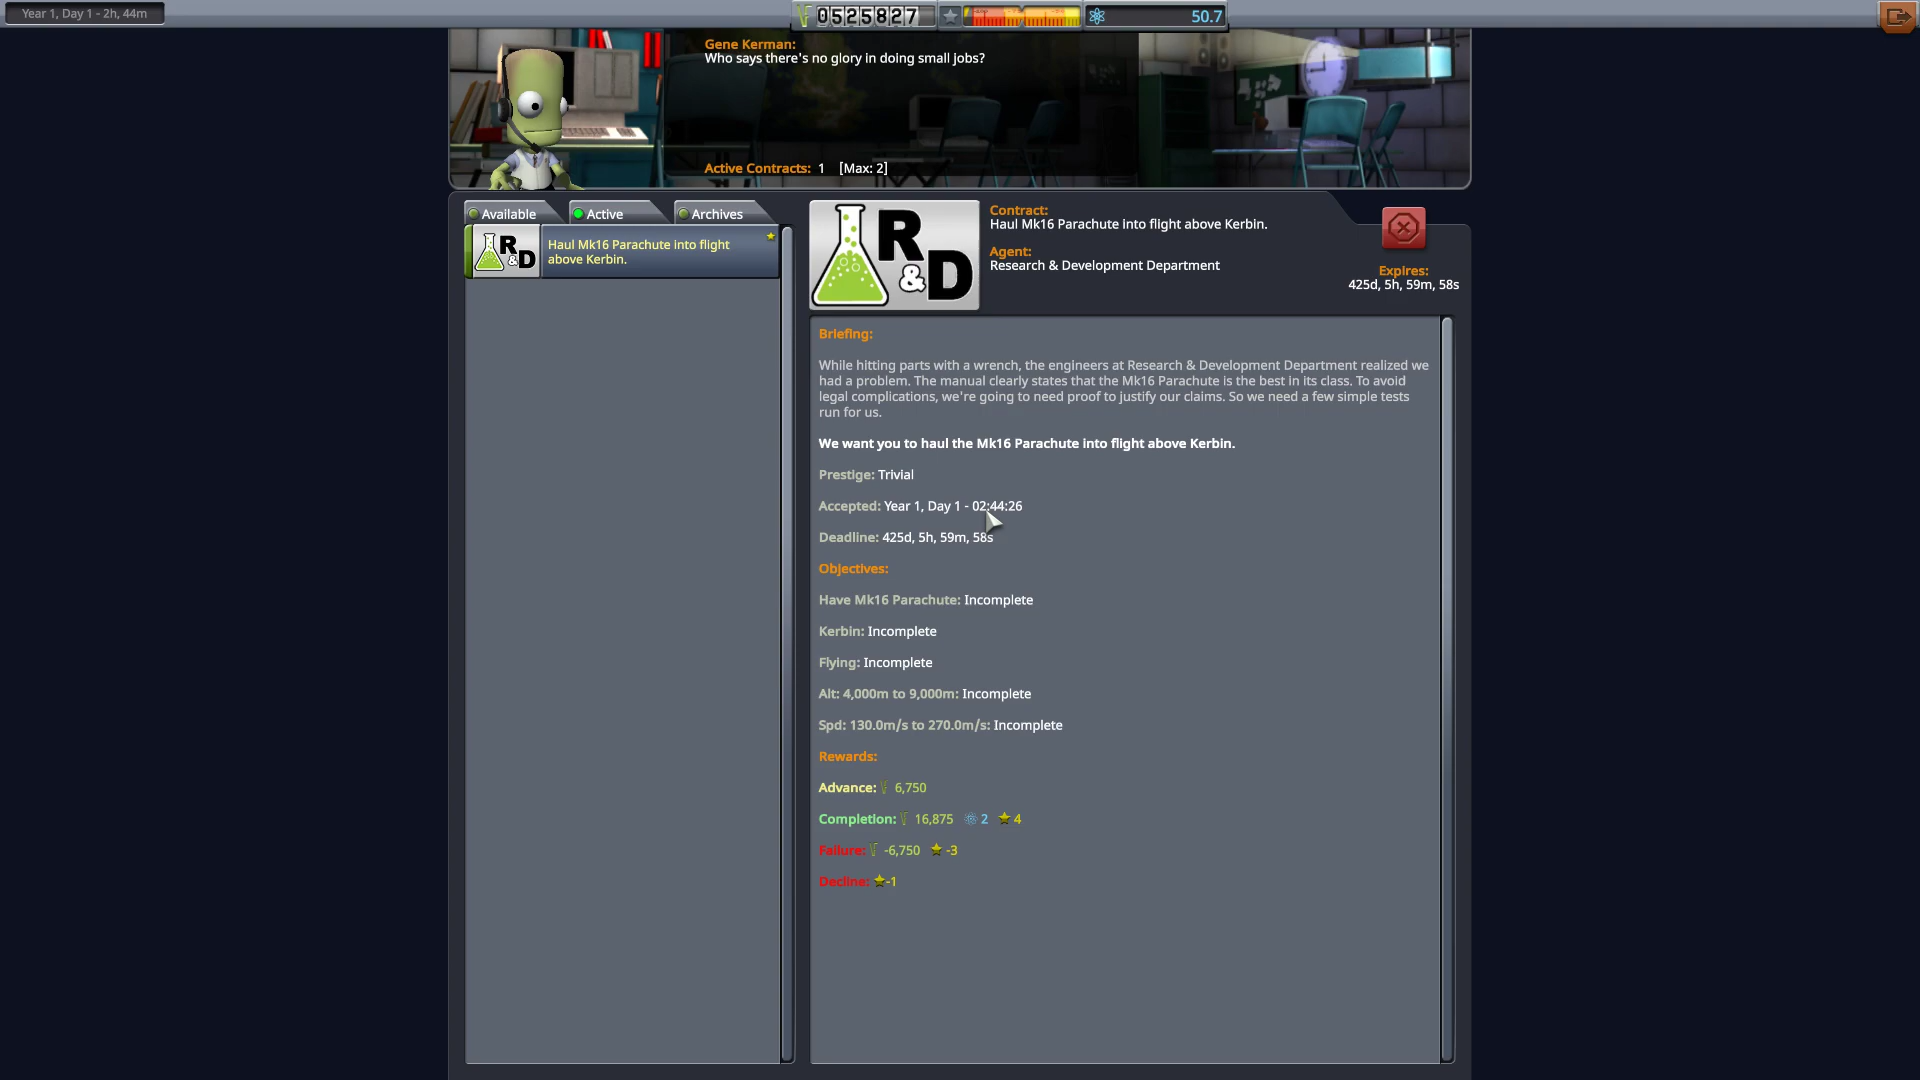 Year 1, Day 1 - 2h, 44m
0525827
50.7
Gene Kerman:
Who says there's no glory in doing small jobs?
Active Contracts: 1 [Max: 2]
Available
Active
Archives
R&D
Haul Mk16 Parachute into flight
above Kerbin.
R&D
Contract:
Haul Mk16 Parachute into flight above Kerbin.
Agent:
Research & Development Department
Expires:
425d, 5h, 59m, 58s
Briefing:
While hitting parts with a wrench, the engineers at Research & Development Department realized we
had a problem. The manual clearly states that the Mk16 Parachute is the best in its class. To avoid
legal complications, we're going to need proof to justify our claims. So we need a few simple tests
run for us.
We want you to haul the Mk16 Parachute into flight above Kerbin.
Prestige: Trivial
Accepted: Year 1, Day 1 - 02:44:26
Deadline: 425d, 5h, 59m, 58s
Objectives:
Have Mk16 Parachute: Incomplete
Kerbin: Incomplete
Flying: Incomplete
Alt: 4,000m to 9,000m: Incomplete
Spd: 130.0m/s to 270.0m/s: Incomplete
Rewards:
Advance: 6,750
Completion: 16,875 2 4
Failure: -6,750 -3
Decline: -1